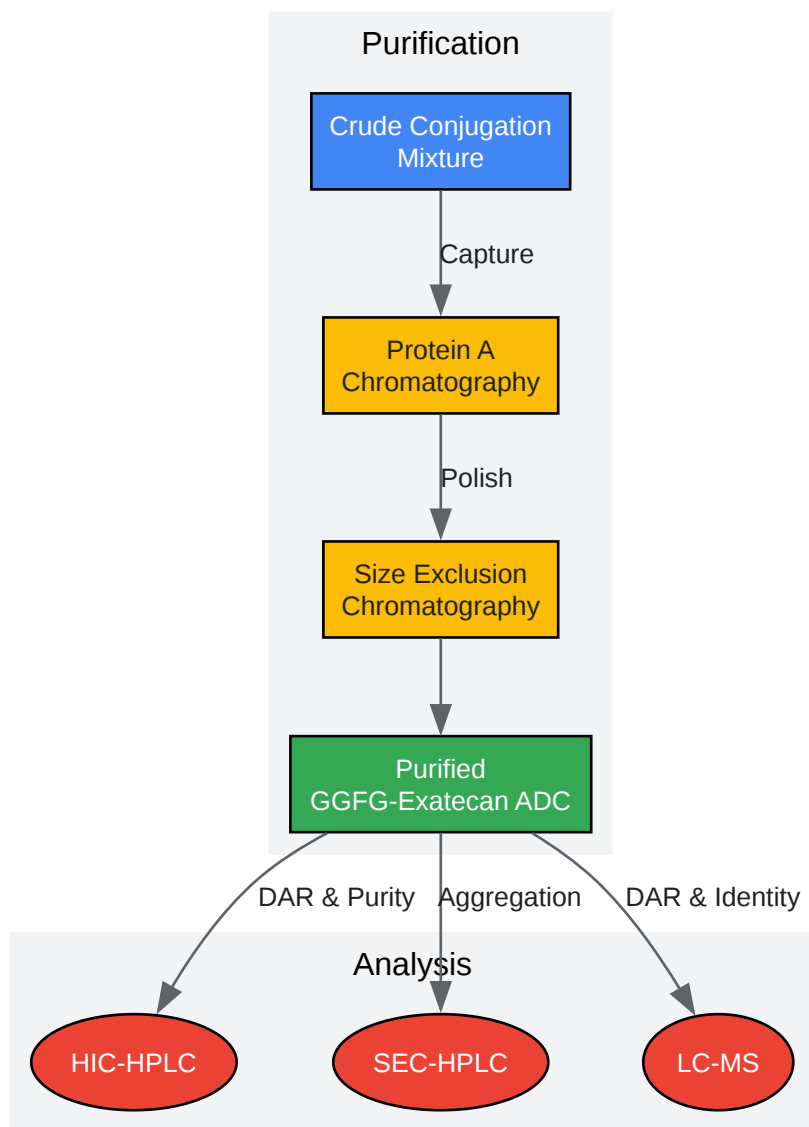 Purification
Crude Conjugation
Mixture
Capture
Protein A
Chromatography
Polish
Size Exclusion
Chromatography
Purified
GGFG-Exatecan ADC
DAR & Purity
Aggregation
DAR & Identity
Analysis
HIC-HPLC
SEC-HPLC
LC-MS